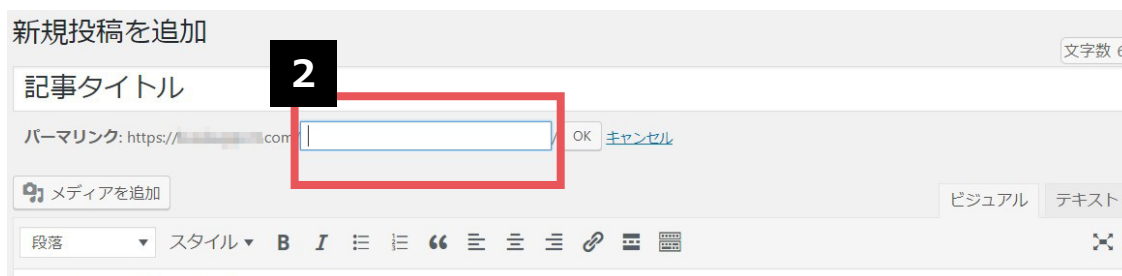 新規投稿を追加
文字数 6
2
記事タイトル
パーマリンク: https:// .com/ / OK キャンセル
メディアを追加
ビジュアル テキスト
段落 スタイル B I